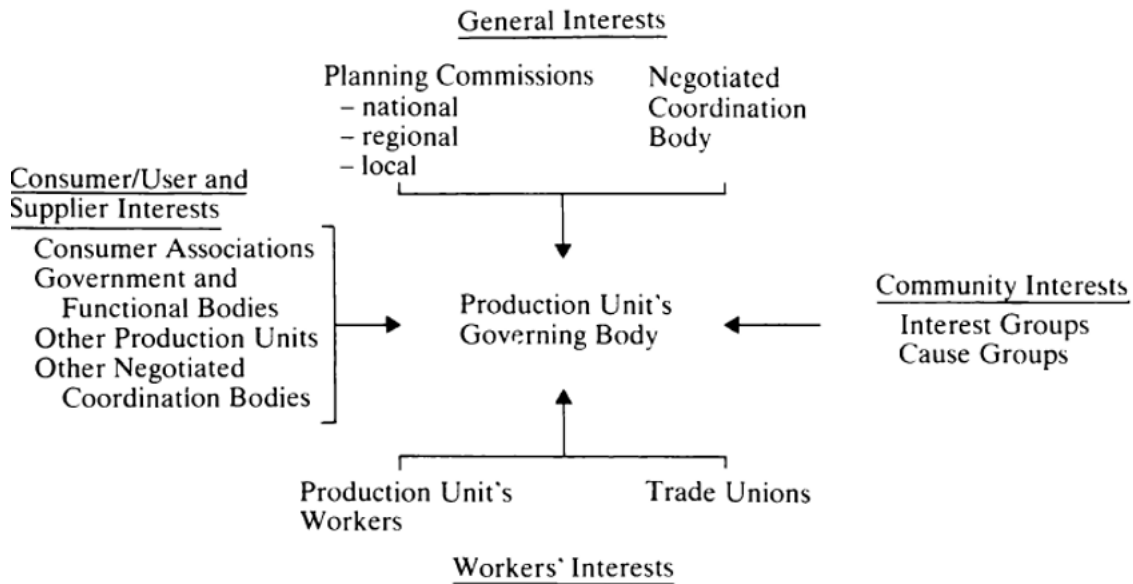 General Interests
Planning Commissions
– national
– regional
– local
Negotiated
Coordination
Body
Consumer/User and
Supplier Interests
Consumer Associations
Government and
Functional Bodies
Other Production Units
Other Negotiated
Coordination Bodies
Production Unit's
Governing Body
Community Interests
Interest Groups
Cause Groups
Production Unit's
Workers
Trade Unions
Workers' Interests